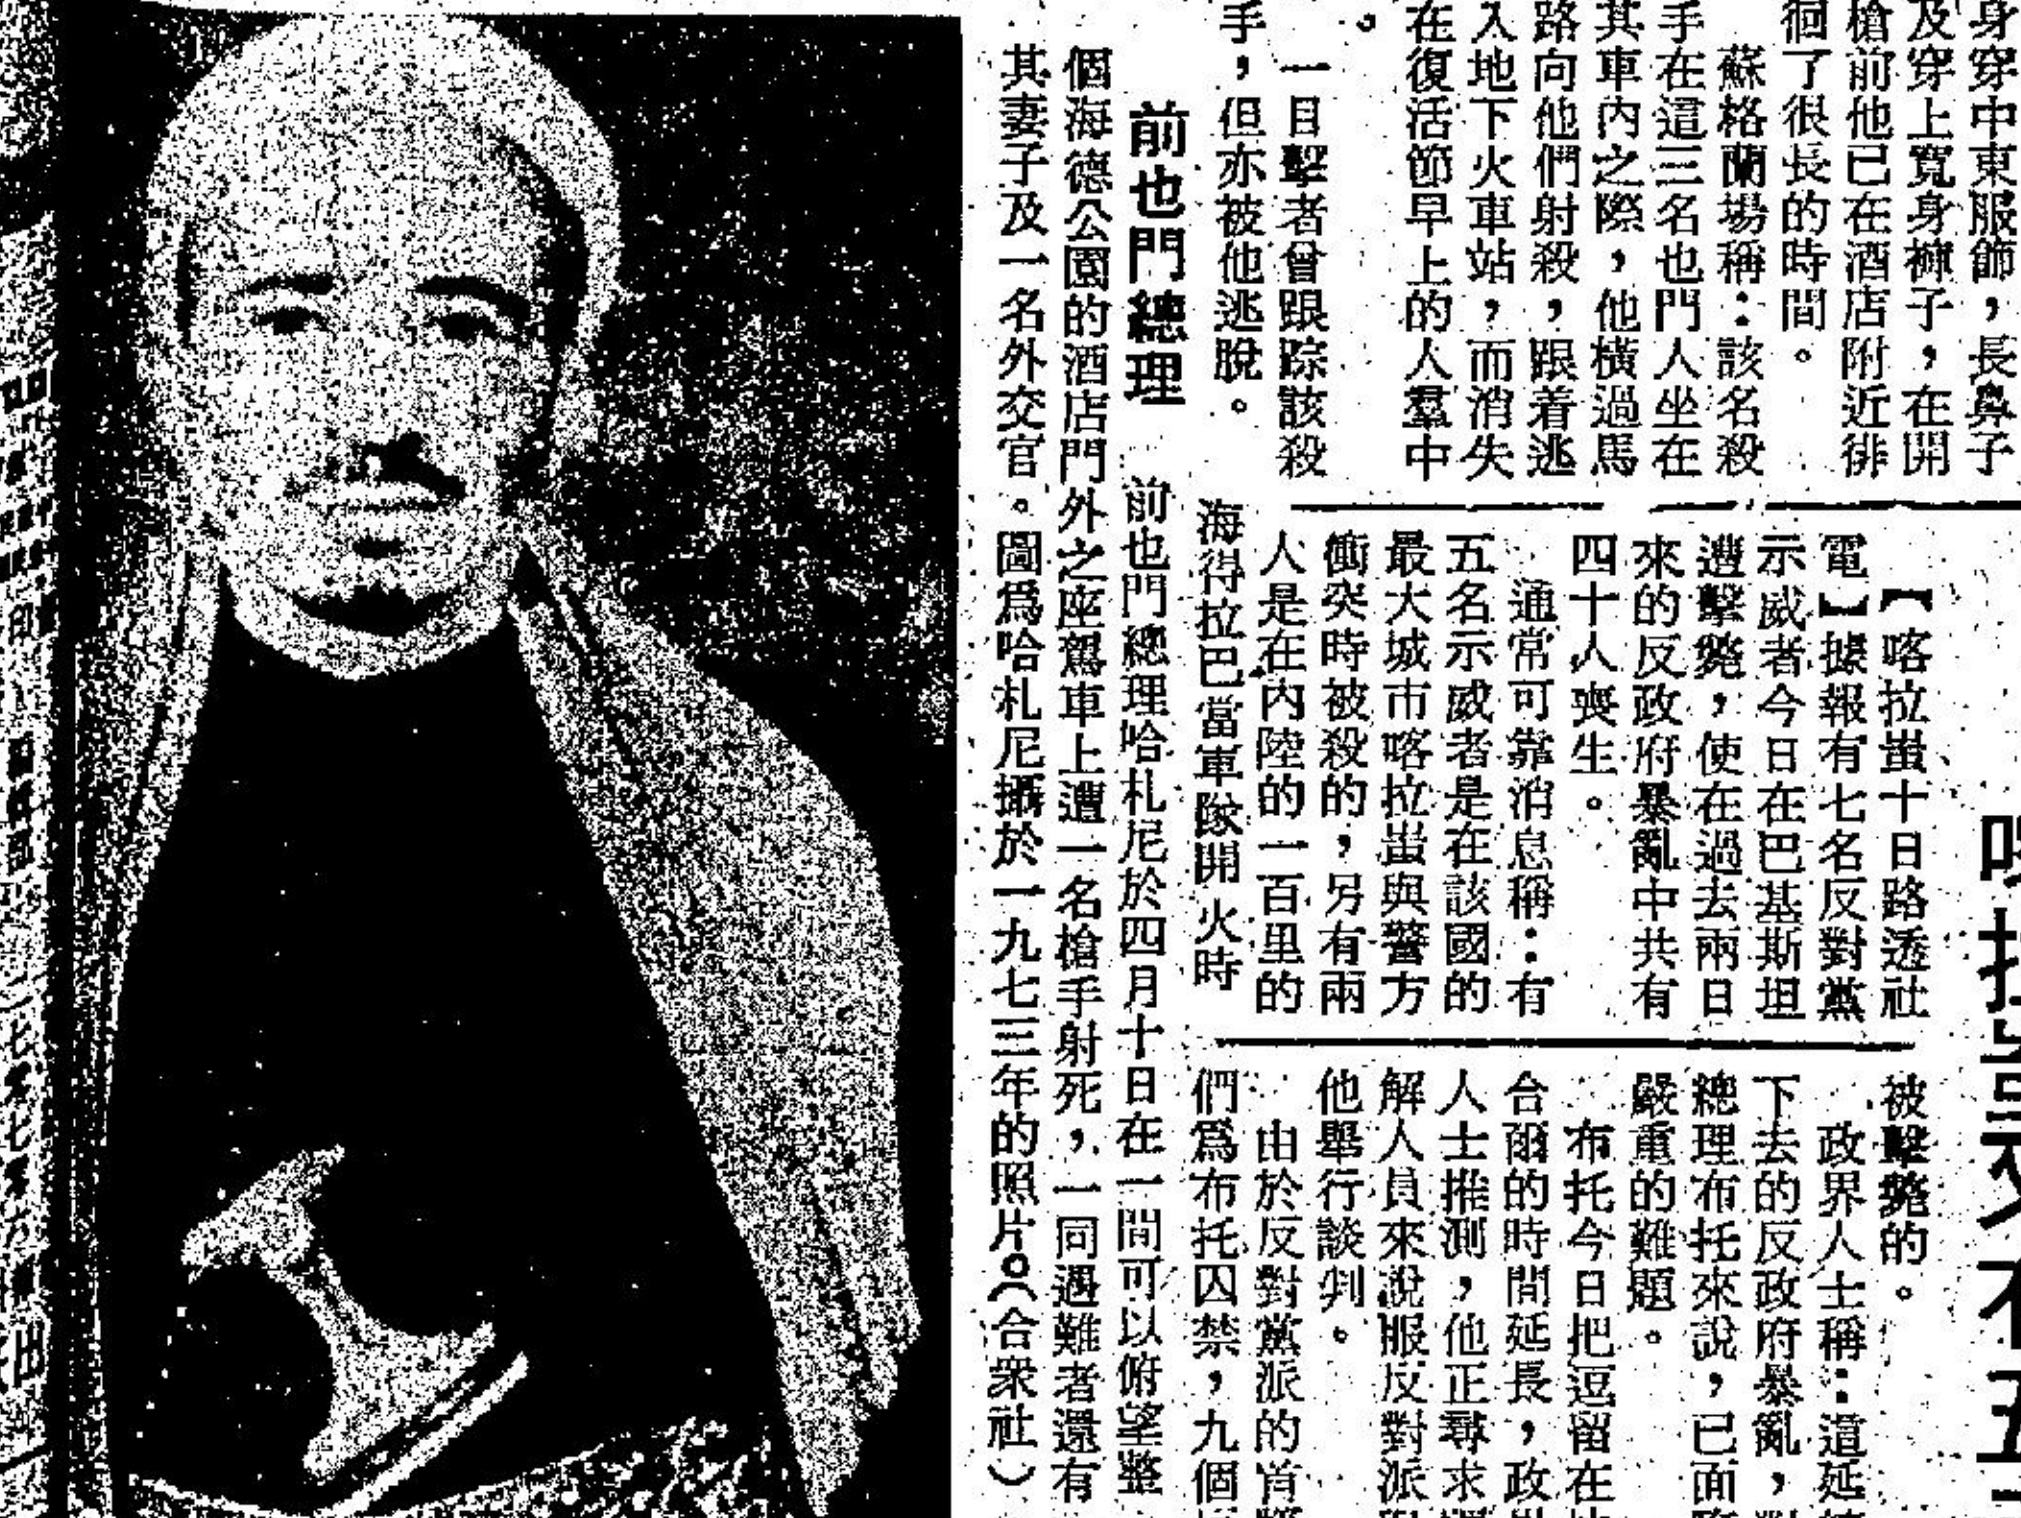 身穿中東服飾，長鼻子
及穿上寬身褲子，在開
槍前他已在酒店附近徘
徊了很長的時間。
蘇格蘭場稱：該名殺
手在這三名也門人坐在
其車內之際，他橫過馬
路向他們射殺，跟着逃
入地下火車站，而消失
在復活節早上的人羣中
。
一目擊者曾跟踪該殺
手，但亦被他逃脫。
前也門總理
前也門總理哈札尼於四月十日在一間可以俯望整
個海德公園的酒店門外之座駕車上遭一名槍手射死，一同遇難者還有
其妻子及一名外交官。圖爲哈札尼攝於一九七三年的照片。（合衆社）
【喀拉蚩十日路透社
電】據報有七名反對黨
示威者今日在巴基斯坦
遭擊斃，使在過去兩日
來的反政府暴亂中共有
四十人喪生。
通常可靠消息稱：有
五名示威者是在該國的
最大城市喀拉蚩與警方
衝突時被殺的，另有兩
人是在內陸的一百里的
海得拉巴當軍隊開火時
被擊斃的。
政界人士稱：這延
下去的反政府暴亂，
總理布托來說，已面
嚴重的難題。
布托今日把逗留在
合爾的時間延長，政
人士推測，他正尋求
解人員來說服反對派
他舉行談判。
由於反對黨派的首
們爲布托囚禁，九個